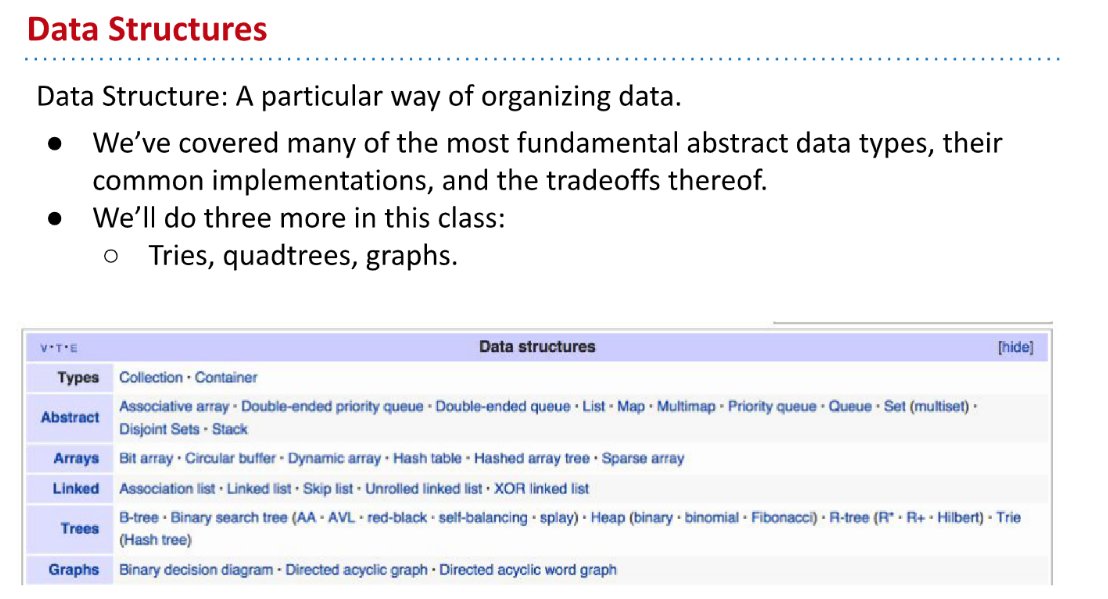 Data Structures
Data Structure: A particular way of organizing data.
● We’ve covered many of the most fundamental abstract data types, their
common implementations, and the tradeoffs thereof.
● We’ll do three more in this class:
○ Tries, quadtrees, graphs.
V·T·E Data structures [hide]
Types Collection · Container
Abstract Associative array · Double-ended priority queue · Double-ended queue · List · Map · Multimap · Priority queue · Queue · Set (multiset) ·
Disjoint Sets · Stack
Arrays Bit array · Circular buffer · Dynamic array · Hash table · Hashed array tree · Sparse array
Linked Association list · Linked list · Skip list · Unrolled linked list · XOR linked list
Trees B-tree · Binary search tree (AA · AVL · red-black · self-balancing · splay) · Heap (binary · binomial · Fibonacci) · R-tree (R* · R+ · Hilbert) · Trie
(Hash tree)
Graphs Binary decision diagram · Directed acyclic graph · Directed acyclic word graph